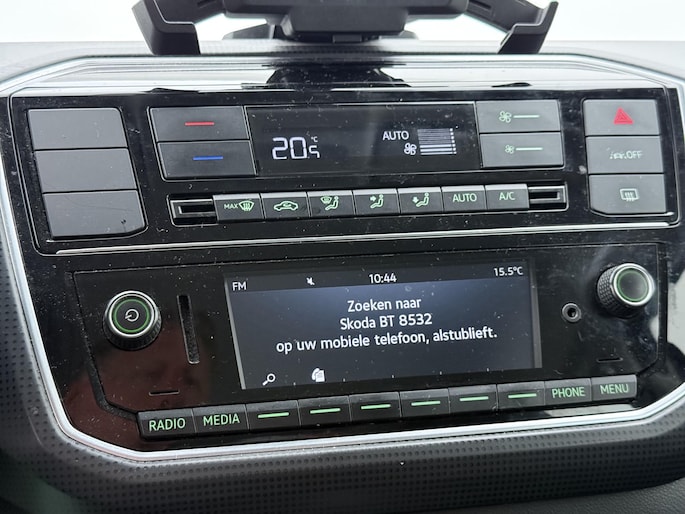 20.5 °C
AUTO
OFF
MAX
AUTO
A/C
FM
10:44
15.5°C
Zoeken naar
Skoda BT 8532
op uw mobiele telefoon, alstublieft.
RADIO
MEDIA
PHONE
MENU